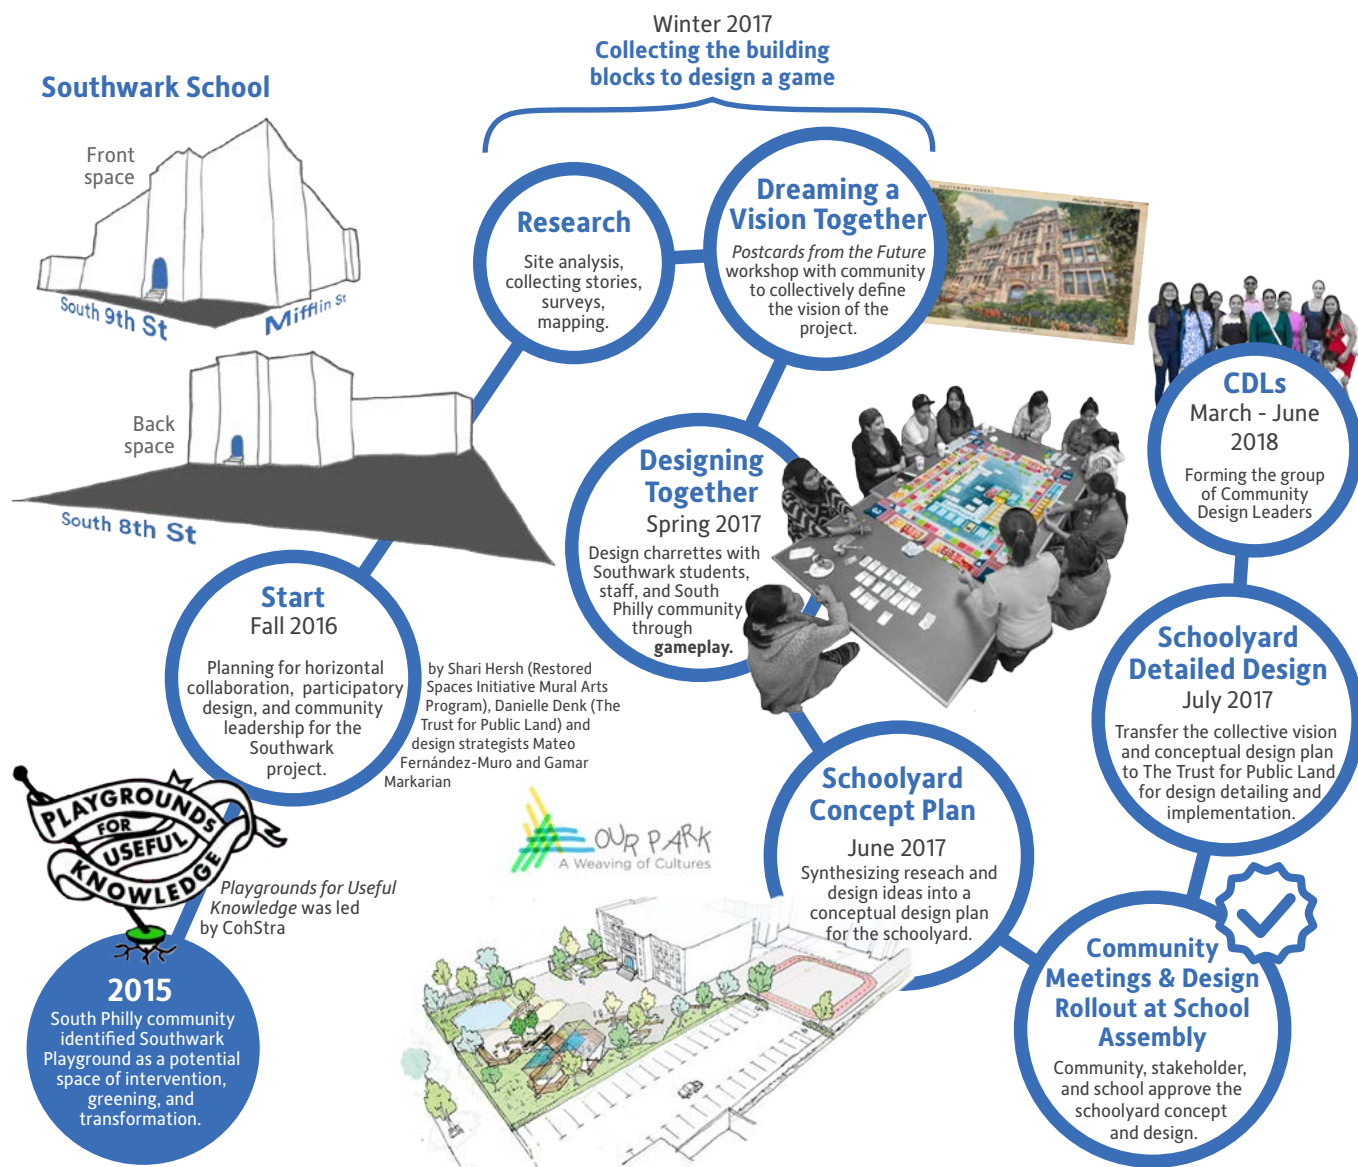 Winter 2017
Collecting the building
blocks to design a game
Southwark School
Front
space
South 9th St
Mifflin St
Back
space
South 8th St
Research
Site analysis,
collecting stories,
surveys,
mapping.
Dreaming a
Vision Together
Postcards from the Future
workshop with community
to collectively define
the vision of the
project.
SOUTHWARK SCHOOL
PHILADELPHIA, PENNSYLVANIA
CDLs
March - June
2018
Forming the group
of Community
Design Leaders
Designing
Together
Spring 2017
Design charrettes with
Southwark students,
staff, and South
Philly community
through
gameplay.
Start
Fall 2016
Planning for horizontal
collaboration, participatory
design, and community
leadership for the
Southwark
project.
by Shari Hersh (Restored
Spaces Initiative Mural Arts
Program), Danielle Denk (The
Trust for Public Land) and
design strategists Mateo
Fernández-Muro and Gamar
Markarian
Schoolyard
Detailed Design
July 2017
Transfer the collective vision
and conceptual design plan
to The Trust for Public Land
for design detailing and
implementation.
Schoolyard
Concept Plan
June 2017
Synthesizing reseach and
design ideas into a
conceptual design plan
for the schoolyard.
OUR PARK
A Weaving of Cultures
PLAYGROUNDS
FOR
USEFUL
KNOWLEDGE
Playgrounds for Useful
Knowledge was led
by CohStra
2015
South Philly community
identified Southwark
Playground as a potential
space of intervention,
greening, and
transformation.
Community
Meetings & Design
Rollout at School
Assembly
Community, stakeholder,
and school approve the
schoolyard concept
and design.